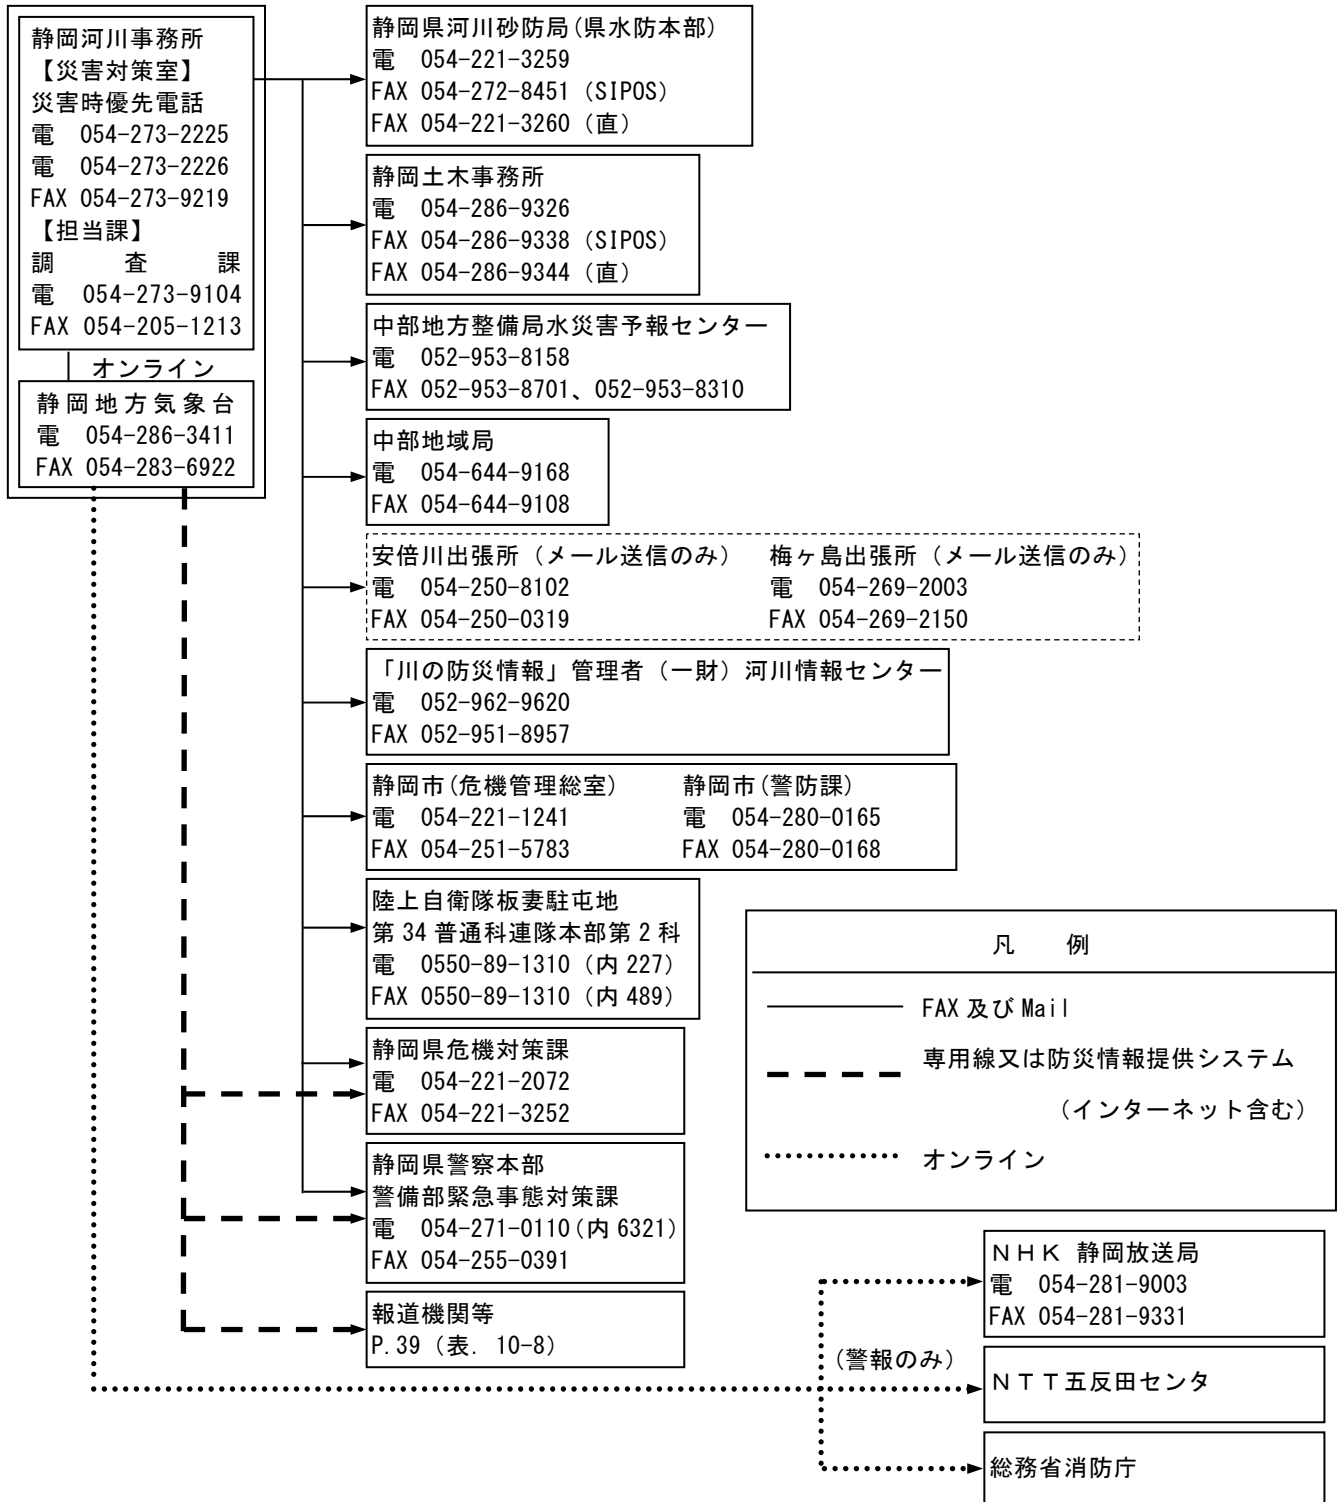 静岡河川事務所
【災害対策室】
災害時優先電話
電 054-273-2225
電 054-273-2226
FAX 054-273-9219
【担当課】
調 査 課
電 054-273-9104
FAX 054-205-1213
オンライン
静岡地方気象台
電 054-286-3411
FAX 054-283-6922
静岡県河川砂防局(県水防本部)
電 054-221-3259
FAX 054-272-8451 (SIPOS)
FAX 054-221-3260 (直)
静岡土木事務所
電 054-286-9326
FAX 054-286-9338 (SIPOS)
FAX 054-286-9344 (直)
中部地方整備局水災害予報センター
電 052-953-8158
FAX 052-953-8701、052-953-8310
中部地域局
電 054-644-9168
FAX 054-644-9108
安倍川出張所(メール送信のみ)
電 054-250-8102
FAX 054-250-0319
梅ヶ島出張所(メール送信のみ)
電 054-269-2003
FAX 054-269-2150
「川の防災情報」管理者(一財)河川情報センター
電 052-962-9620
FAX 052-951-8957
静岡市(危機管理総室)
電 054-221-1241
FAX 054-251-5783
静岡市(警防課)
電 054-280-0165
FAX 054-280-0168
陸上自衛隊板妻駐屯地
第34普通科連隊本部第2科
電 0550-89-1310 (内227)
FAX 0550-89-1310 (内489)
静岡県危機対策課
電 054-221-2072
FAX 054-221-3252
静岡県警察本部
警備部緊急事態対策課
電 054-271-0110(内6321)
FAX 054-255-0391
報道機関等
P.39 (表. 10-8)
凡 例
FAX及びMail
専用線又は防災情報提供システム
(インターネット含む)
オンライン
NHK 静岡放送局
電 054-281-9003
FAX 054-281-9331
(警報のみ)
NTT五反田センタ
総務省消防庁